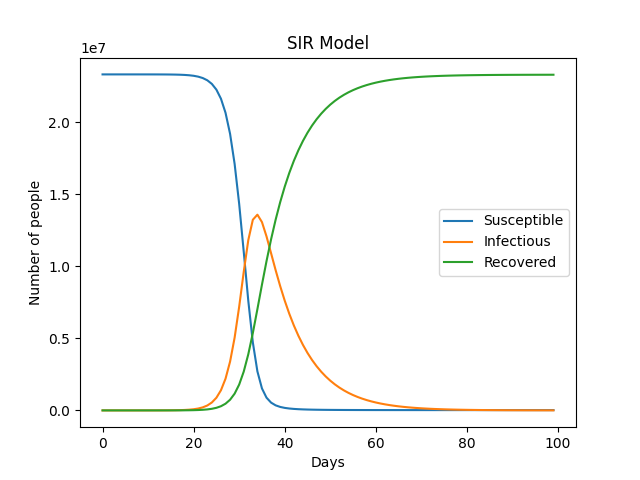 SIR Model
1e7
2.0
1.5
1.0
0.5
0.0
Number of people
Susceptible
Infectious
Recovered
0 20 40 60 80 100
Days